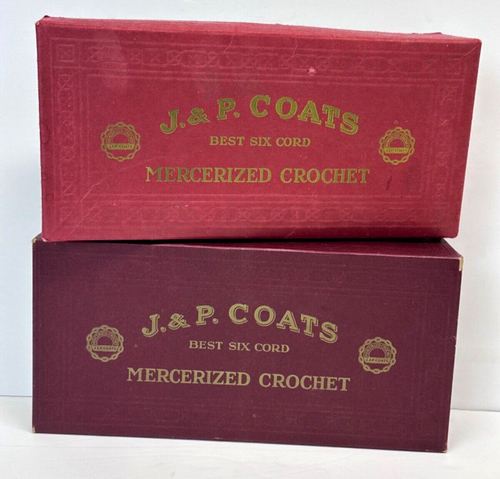 J. & P. COATS
BEST SIX CORD
MERCERIZED CROCHET
J. & P. COATS
BEST SIX CORD
MERCERIZED CROCHET